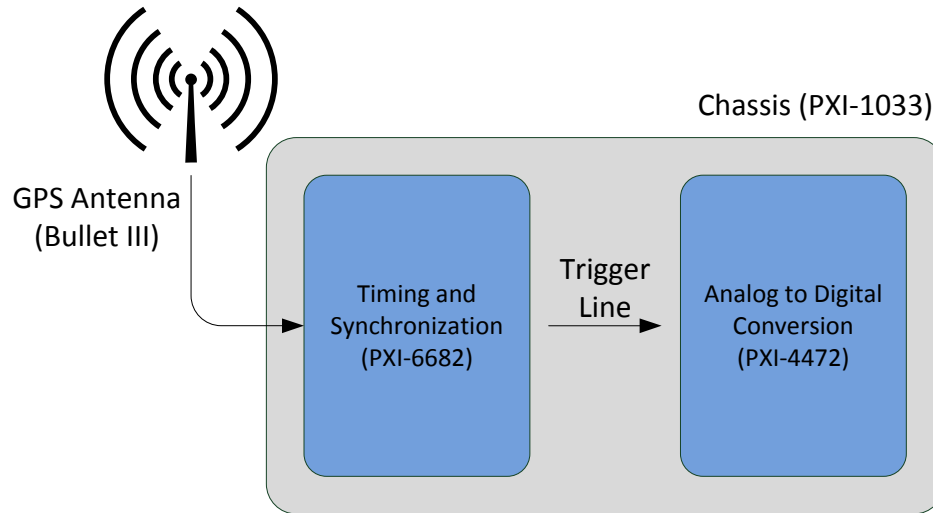 Chassis (PXI-1033)
GPS Antenna
(Bullet III)
Timing and
Synchronization
(PXI-6682)
Trigger
Line
Analog to Digital
Conversion
(PXI-4472)